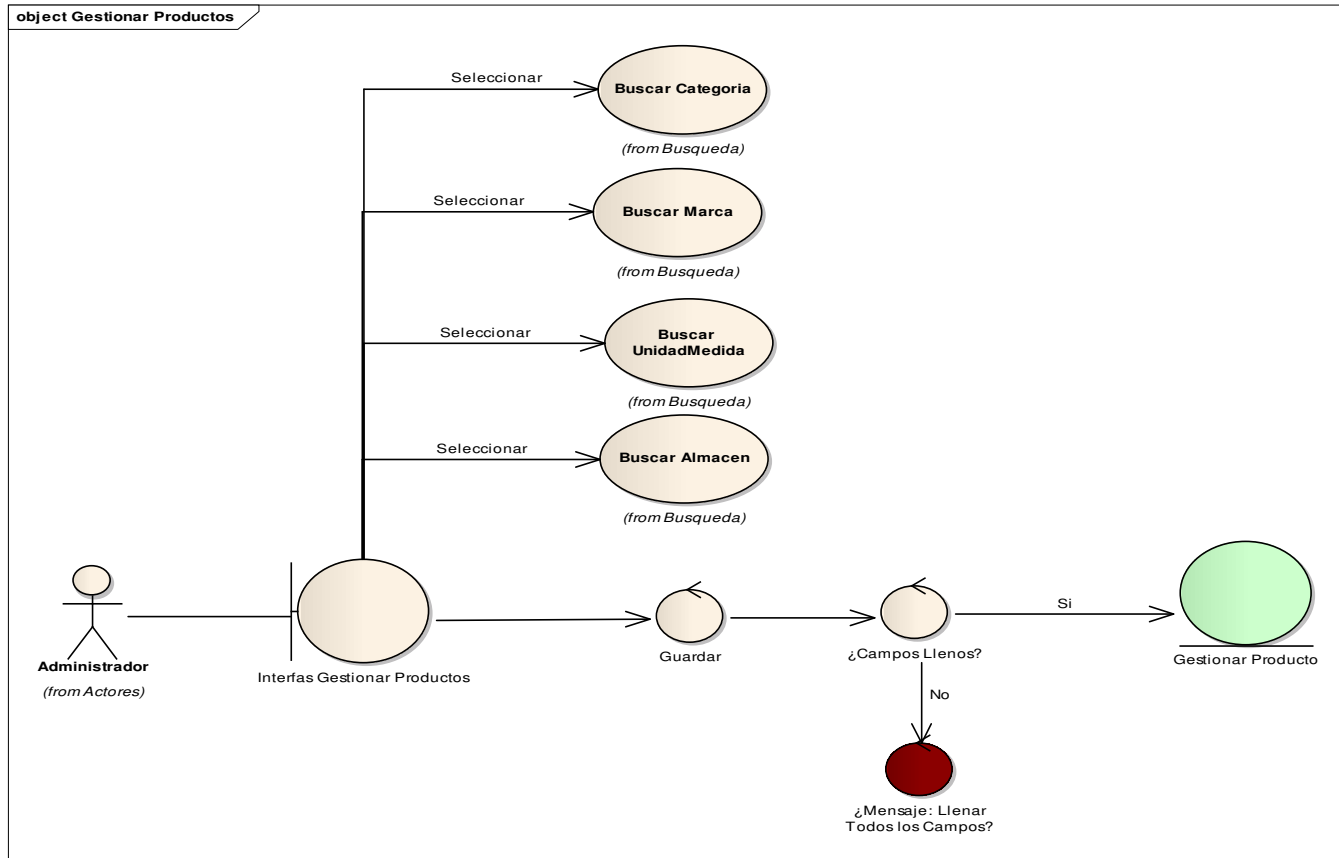 object Gestionar Productos
Seleccionar
Buscar Categoria
(from Busqueda)
Seleccionar
Buscar Marca
(from Busqueda)
Seleccionar
Buscar
UnidadMedida
(from Busqueda)
Seleccionar
Buscar Almacen
(from Busqueda)
Administrador
(from Actores)
Interfas Gestionar Productos
Guardar
¿Campos Llenos?
Si
Gestionar Producto
No
¿Mensaje: Llenar
Todos los Campos?